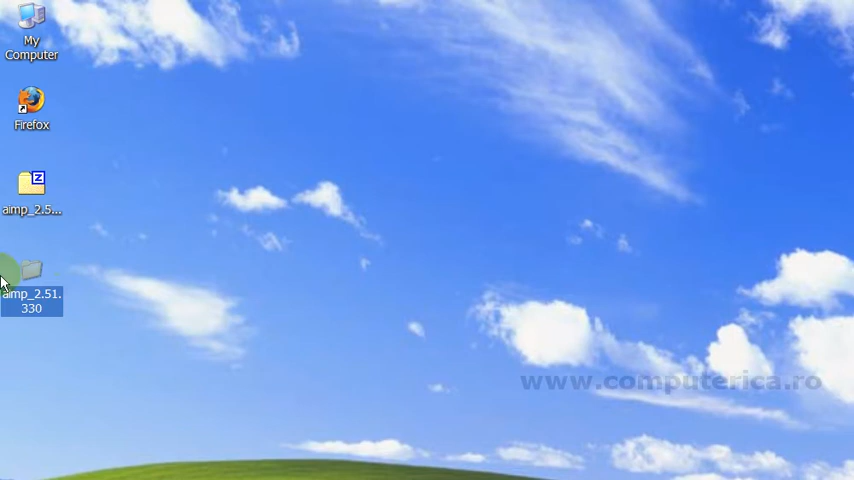 My
Computer
Firefox
Z
aimp_2.5...
aimp_2.51.
330
www.computerica.ro